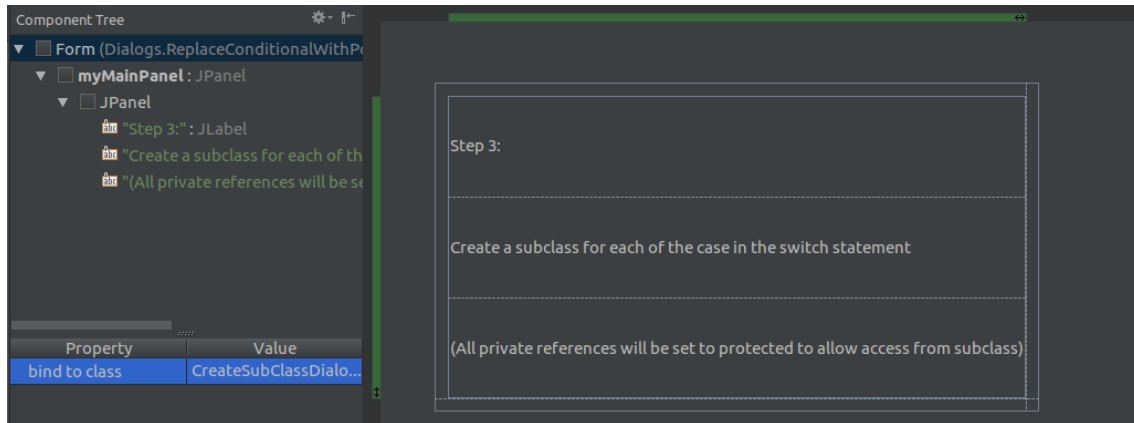 Component Tree
Form (Dialogs.ReplaceConditionalWithPo
myMainPanel : JPanel
JPanel
"Step 3:" : JLabel
"Create a subclass for each of th
"(All private references will be se
Property Value
bind to class CreateSubClassDialo...
Step 3:
Create a subclass for each of the case in the switch statement
(All private references will be set to protected to allow access from subclass)